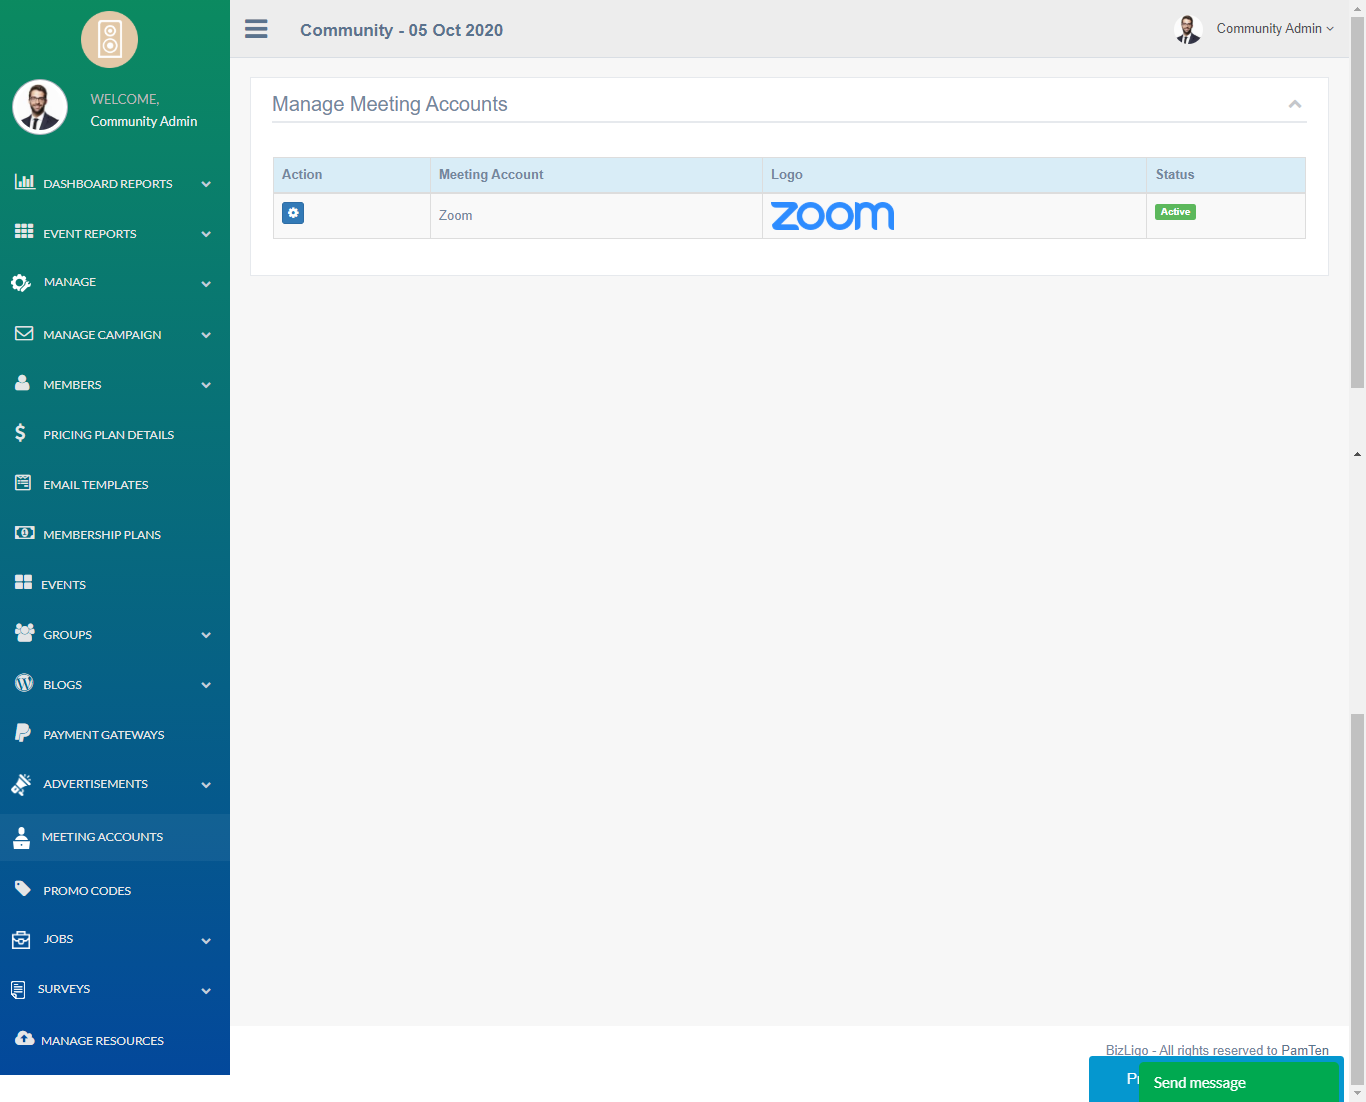 Community - 05 Oct 2020
Community Admin
WELCOME,
Community Admin
DASHBOARD REPORTS
EVENT REPORTS
MANAGE
MANAGE CAMPAIGN
MEMBERS
PRICING PLAN DETAILS
EMAIL TEMPLATES
MEMBERSHIP PLANS
EVENTS
GROUPS
BLOGS
PAYMENT GATEWAYS
ADVERTISEMENTS
MEETING ACCOUNTS
PROMO CODES
JOBS
SURVEYS
MANAGE RESOURCES
Manage Meeting Accounts
Action Meeting Account Logo Status
Zoom zoom Active
BizLigo - All rights reserved to PamTen
Send message